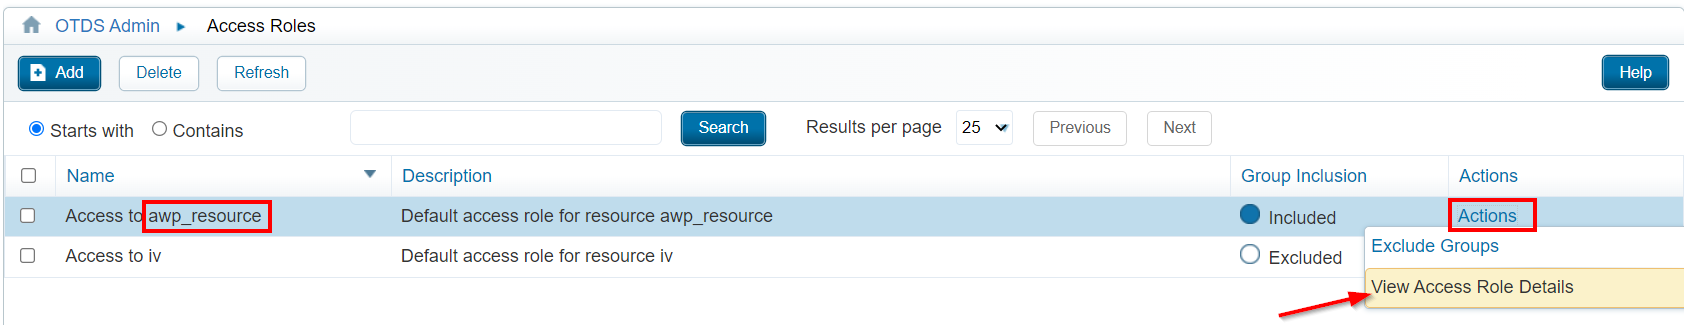 OTDS Admin Access Roles
Add Delete Refresh Help
Starts with Contains Search Results per page 25 Previous Next
Name Description Group Inclusion Actions
Access to awp_resource Default access role for resource awp_resource Included Actions
Exclude Groups
Access to iv Default access role for resource iv Excluded
View Access Role Details